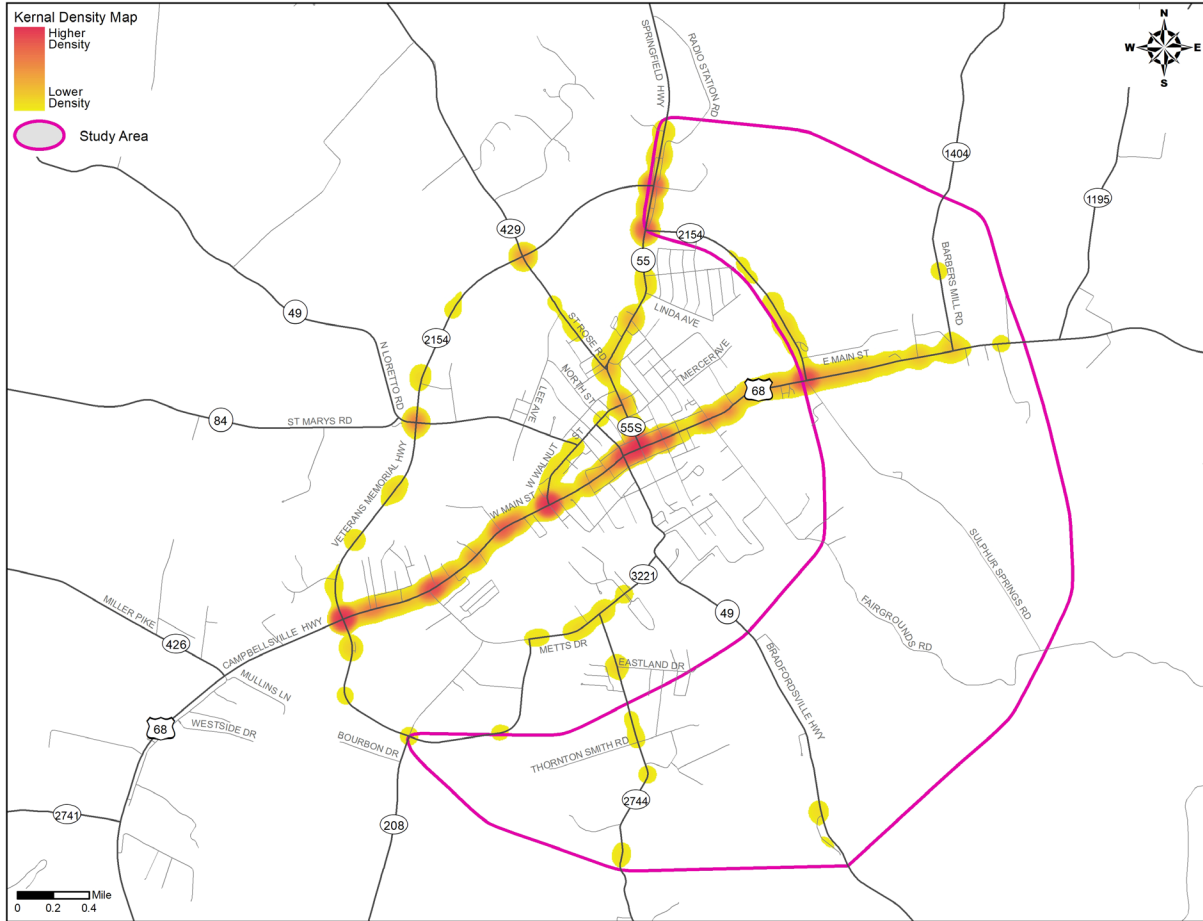 Kernal Density Map
Higher
Density
Lower
Density
Study Area
N
W
E
S
SPRINGFIELD HWY
RADIO STATION RD
1404
1195
429
2154
55
BARBERS MILL RD
49
2154
N LORETTO RD
ST ROSE RD
LINDA AVE
MERCER AVE
E MAIN ST
68
NORTH ST
LEE AVE
84
ST MARYS RD
55S
W WALNUT ST
W MAIN ST
VETERANS MEMORIAL HWY
SULPHUR SPRINGS RD
3221
49
FAIRGROUNDS RD
MILLER PIKE
426
CAMPBELLSVILLE HWY
METTS DR
EASTLAND DR
BRADFORDSVILLE HWY
MULLINS LN
WESTSIDE DR
68
BOURBON DR
THORNTON SMITH RD
2744
2741
208
Mile
0 0.2 0.4